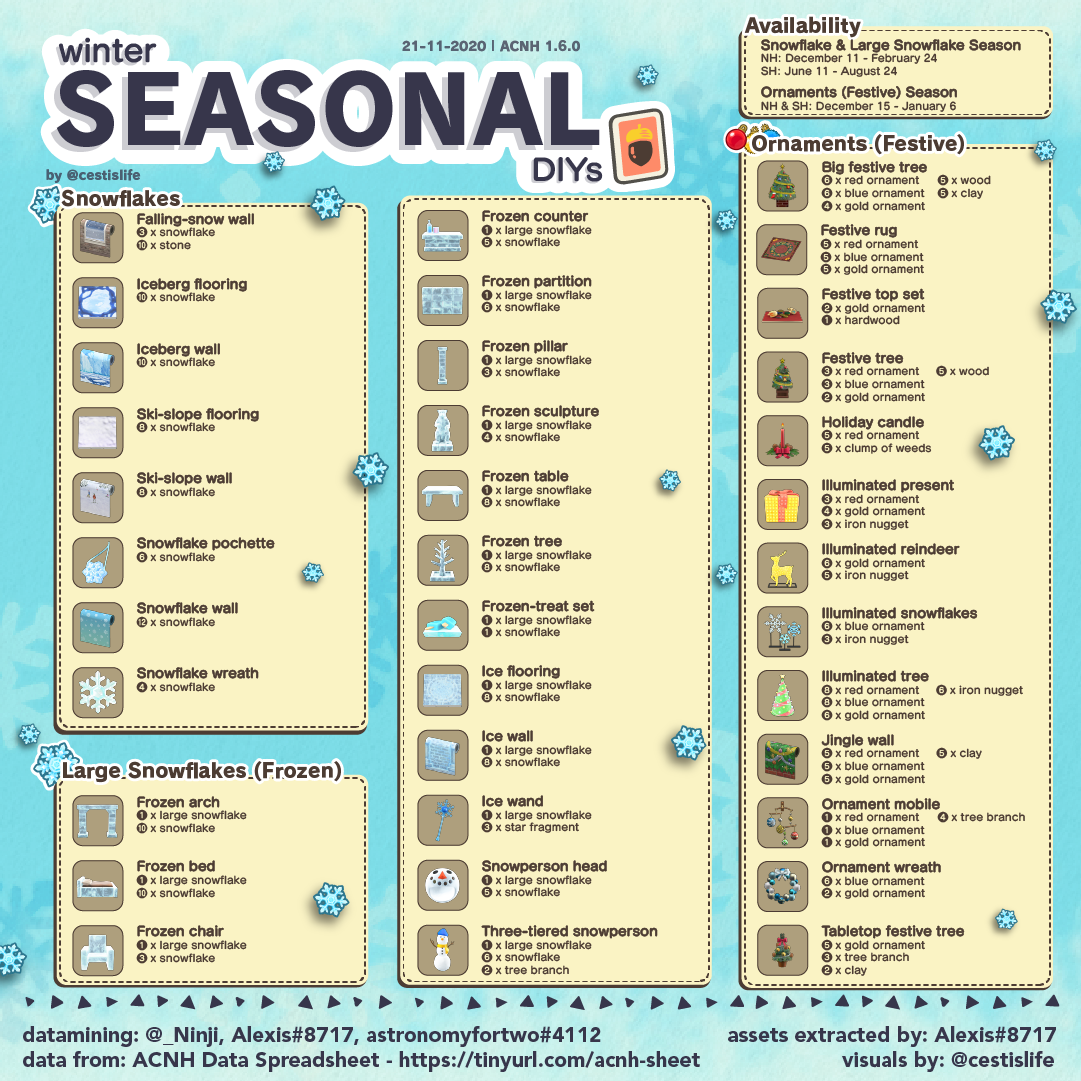 winter
21-11-2020 | ACNH 1.6.0
SEASONAL
DIYs
by @cestislife
Availability
Snowflake & Large Snowflake Season
NH: December 11 - February 24
SH: June 11 - August 24
Ornaments (Festive) Season
NH & SH: December 15 - January 6
Snowflakes
Falling-snow wall
3 x snowflake
10 x stone
Iceberg flooring
10 x snowflake
Iceberg wall
10 x snowflake
Ski-slope flooring
8 x snowflake
Ski-slope wall
8 x snowflake
Snowflake pochette
6 x snowflake
Snowflake wall
12 x snowflake
Snowflake wreath
4 x snowflake
Large Snowflakes (Frozen)
Frozen arch
1 x large snowflake
10 x snowflake
Frozen bed
1 x large snowflake
10 x snowflake
Frozen chair
1 x large snowflake
3 x snowflake
Frozen counter
1 x large snowflake
5 x snowflake
Frozen partition
1 x large snowflake
6 x snowflake
Frozen pillar
1 x large snowflake
3 x snowflake
Frozen sculpture
1 x large snowflake
4 x snowflake
Frozen table
1 x large snowflake
8 x snowflake
Frozen tree
1 x large snowflake
8 x snowflake
Frozen-treat set
1 x large snowflake
1 x snowflake
Ice flooring
1 x large snowflake
8 x snowflake
Ice wall
1 x large snowflake
8 x snowflake
Ice wand
1 x large snowflake
3 x star fragment
Snowperson head
1 x large snowflake
5 x snowflake
Three-tiered snowperson
1 x large snowflake
6 x snowflake
2 x tree branch
Ornaments (Festive)
Big festive tree
6 x red ornament 5 x wood
6 x blue ornament 5 x clay
4 x gold ornament
Festive rug
5 x red ornament
5 x blue ornament
5 x gold ornament
Festive top set
2 x gold ornament
1 x hardwood
Festive tree
3 x red ornament 5 x wood
3 x blue ornament
2 x gold ornament
Holiday candle
5 x red ornament
5 x clump of weeds
Illuminated present
3 x red ornament
4 x gold ornament
3 x iron nugget
Illuminated reindeer
6 x gold ornament
5 x iron nugget
Illuminated snowflakes
6 x blue ornament
3 x iron nugget
Illuminated tree
8 x red ornament 6 x iron nugget
8 x blue ornament
6 x gold ornament
Jingle wall
5 x red ornament 5 x clay
5 x blue ornament
5 x gold ornament
Ornament mobile
1 x red ornament 4 x tree branch
1 x blue ornament
1 x gold ornament
Ornament wreath
6 x blue ornament
2 x gold ornament
Tabletop festive tree
5 x gold ornament
3 x tree branch
2 x clay
datamining: @_Ninji, Alexis#8717, astronomyfortwo#4112
data from: ACNH Data Spreadsheet - https://tinyurl.com/acnh-sheet
assets extracted by: Alexis#8717
visuals by: @cestislife